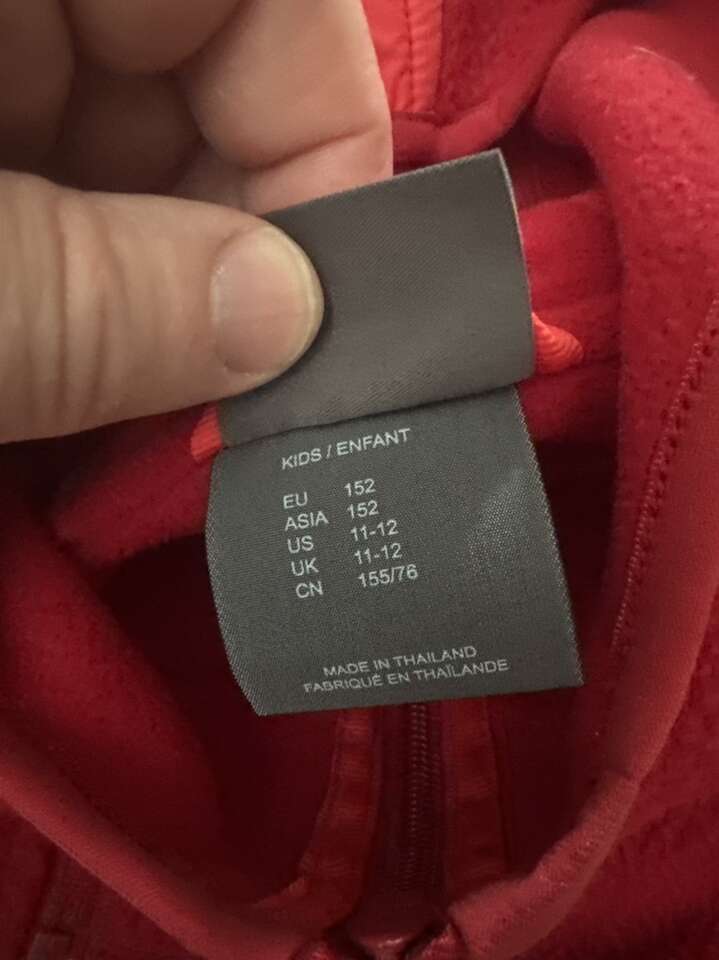 KIDS / ENFANT
EU 152
ASIA 152
US 11-12
UK 11-12
CN 155/76
MADE IN THAILAND
FABRIQUÉ EN THAÏLANDE